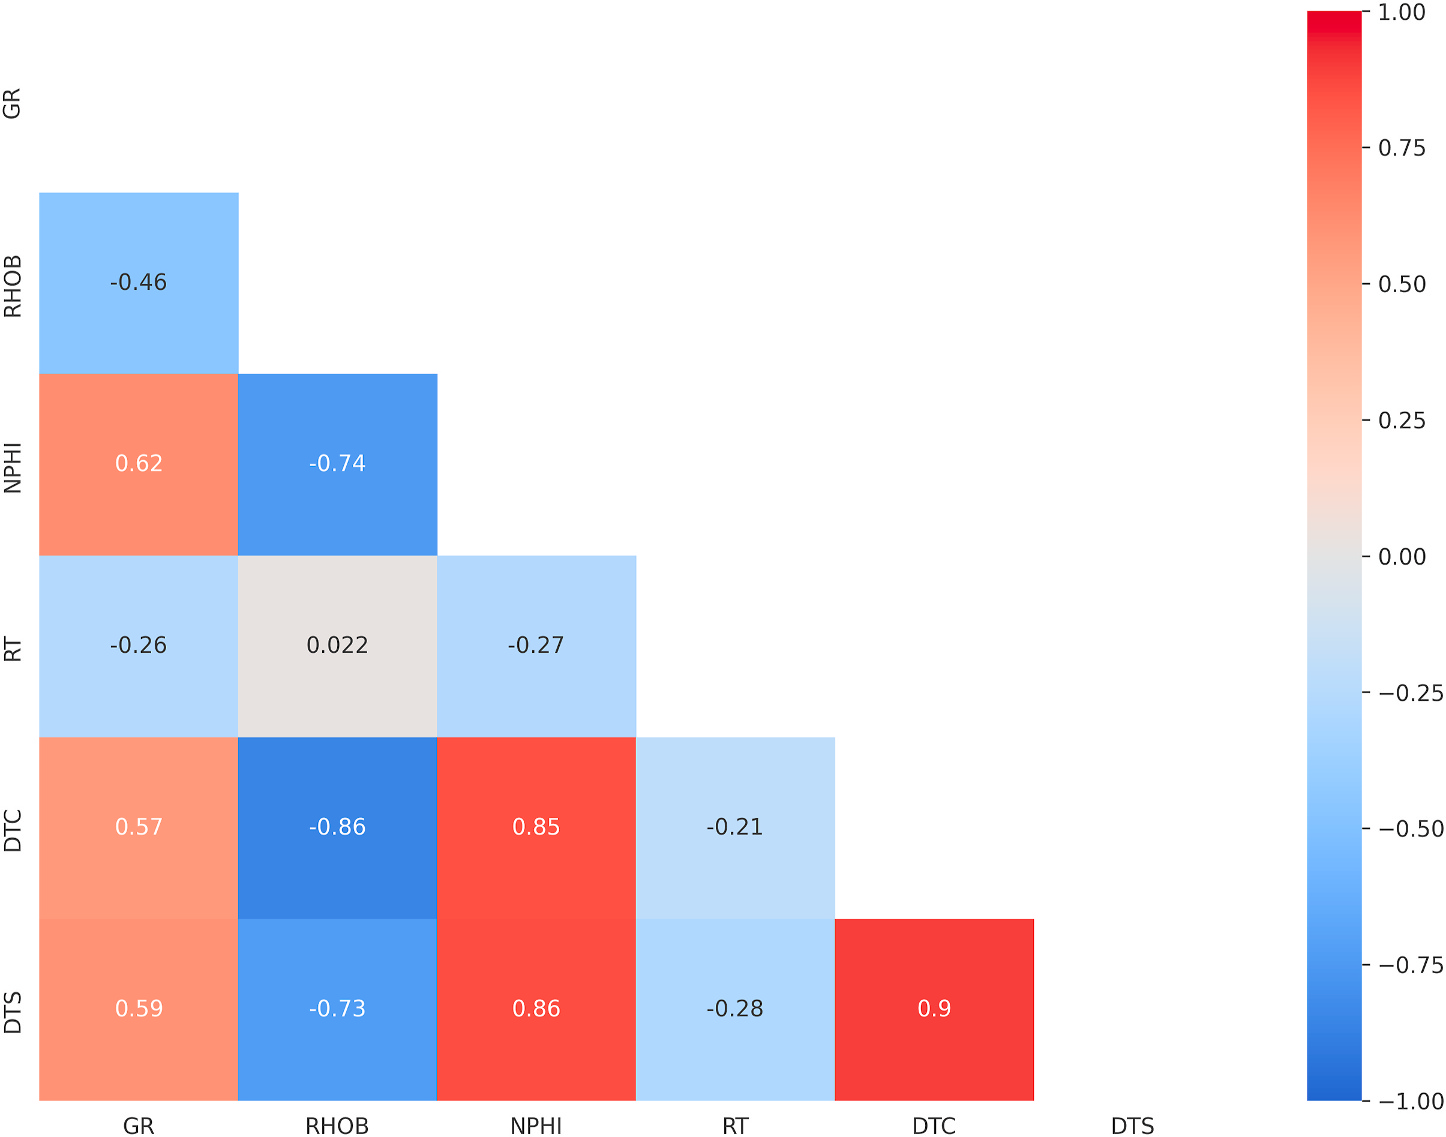 GR
RHOB
-0.46
NPHI
0.62 -0.74
RT
-0.26 0.022 -0.27
DTC
0.57 -0.86 0.85 -0.21
DTS
0.59 -0.73 0.86 -0.28 0.9
GR RHOB NPHI RT DTC DTS
1.00
0.75
0.50
0.25
0.00
−0.25
−0.50
−0.75
−1.00